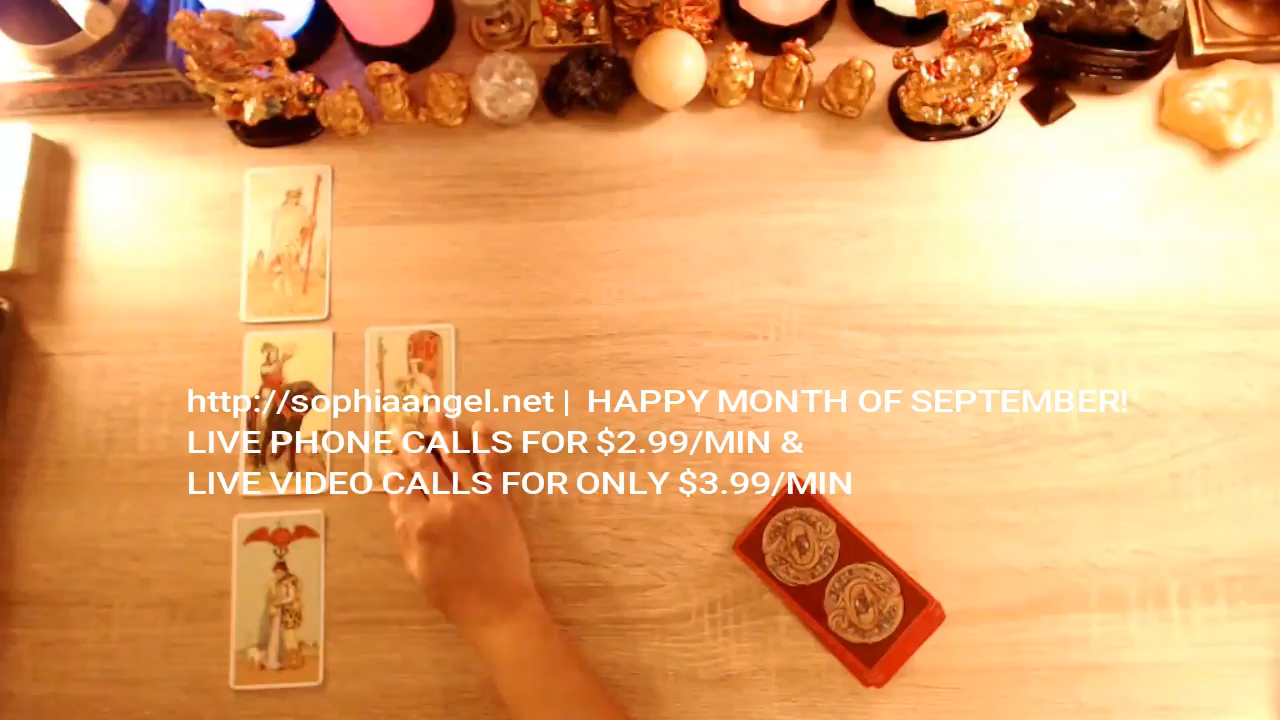 http://sophiaangel.net | HAPPY MONTH OF SEPTEMBER!
LIVE PHONE CALLS FOR $2.99/MIN &
LIVE VIDEO CALLS FOR ONLY $3.99/MIN